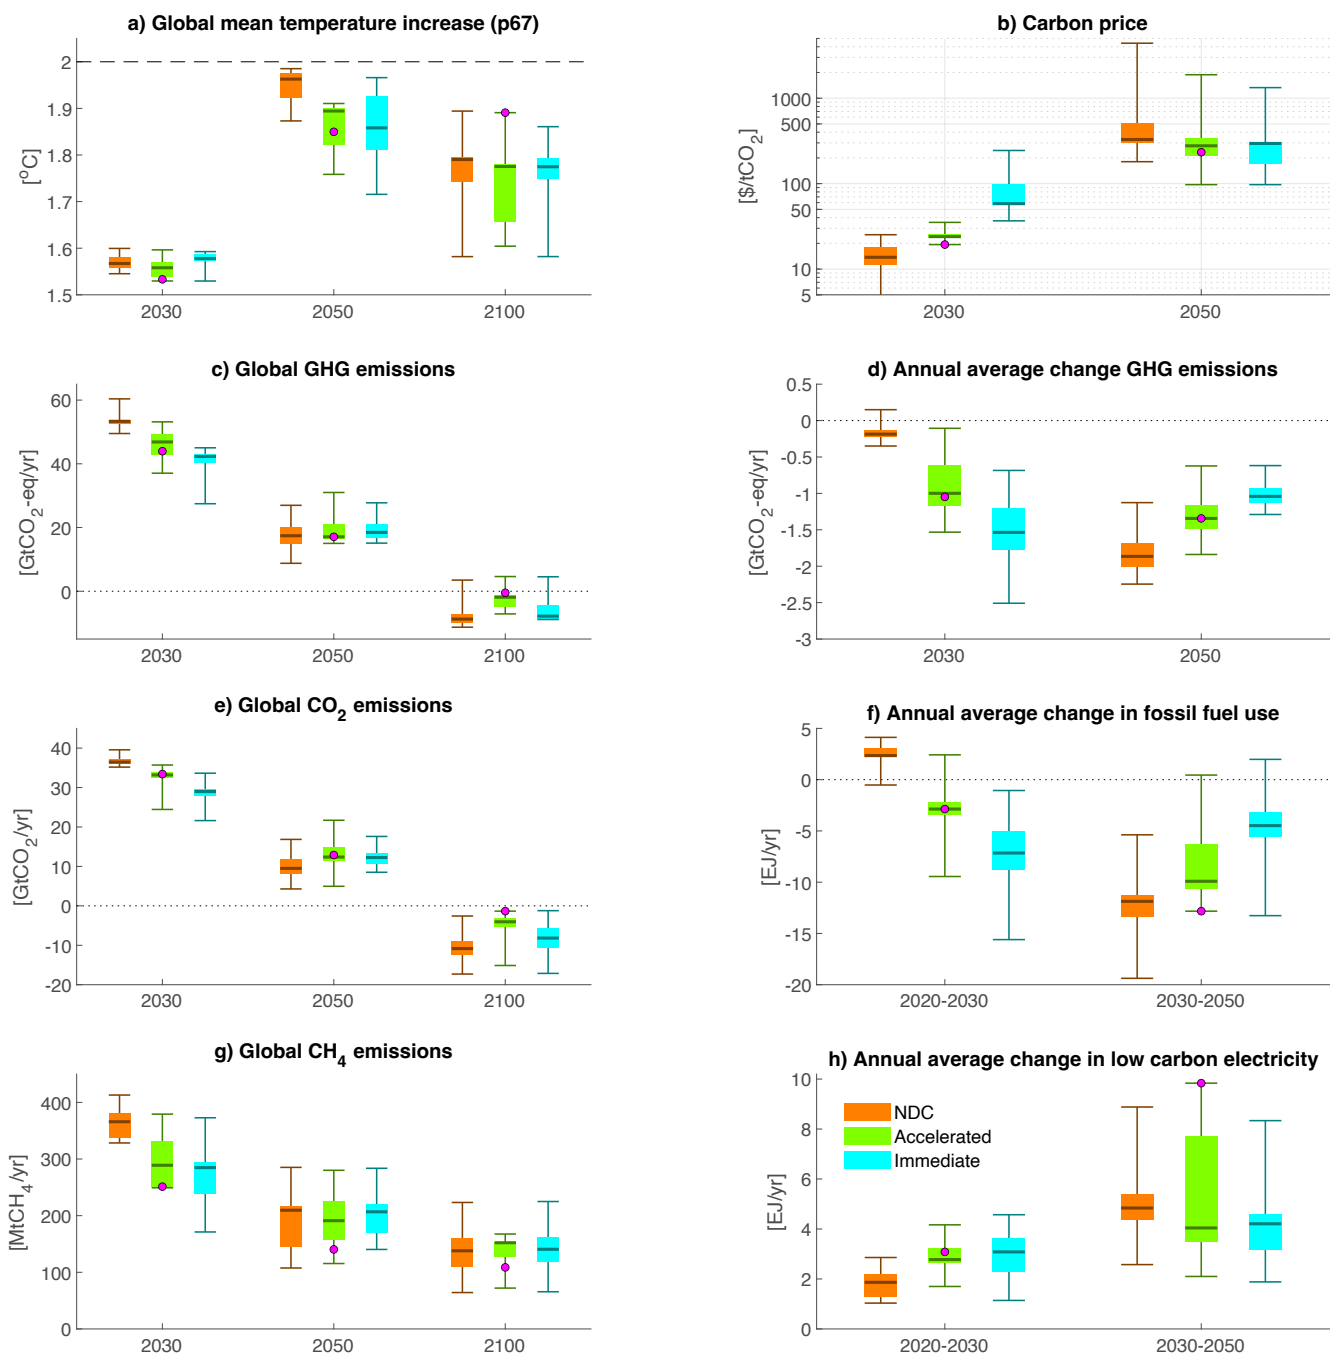 a) Global mean temperature increase (p67)
2
1.9
1.8
1.7
1.6
1.5
[°C]
2030 2050 2100
b) Carbon price
1000
500
100
50
10
5
[$/tCO2]
2030 2050
c) Global GHG emissions
60
40
20
0
[GtCO2-eq/yr]
2030 2050 2100
d) Annual average change GHG emissions
0.5
0
-0.5
-1
-1.5
-2
-2.5
-3
[GtCO2-eq/yr]
2030 2050
e) Global CO2 emissions
40
30
20
10
0
-10
-20
[GtCO2/yr]
2030 2050 2100
f) Annual average change in fossil fuel use
5
0
-5
-10
-15
-20
[EJ/yr]
2020-2030 2030-2050
g) Global CH4 emissions
400
300
200
100
0
[MtCH4/yr]
2030 2050 2100
h) Annual average change in low carbon electricity
10
8
6
4
2
0
[EJ/yr]
NDC
Accelerated
Immediate
2020-2030 2030-2050